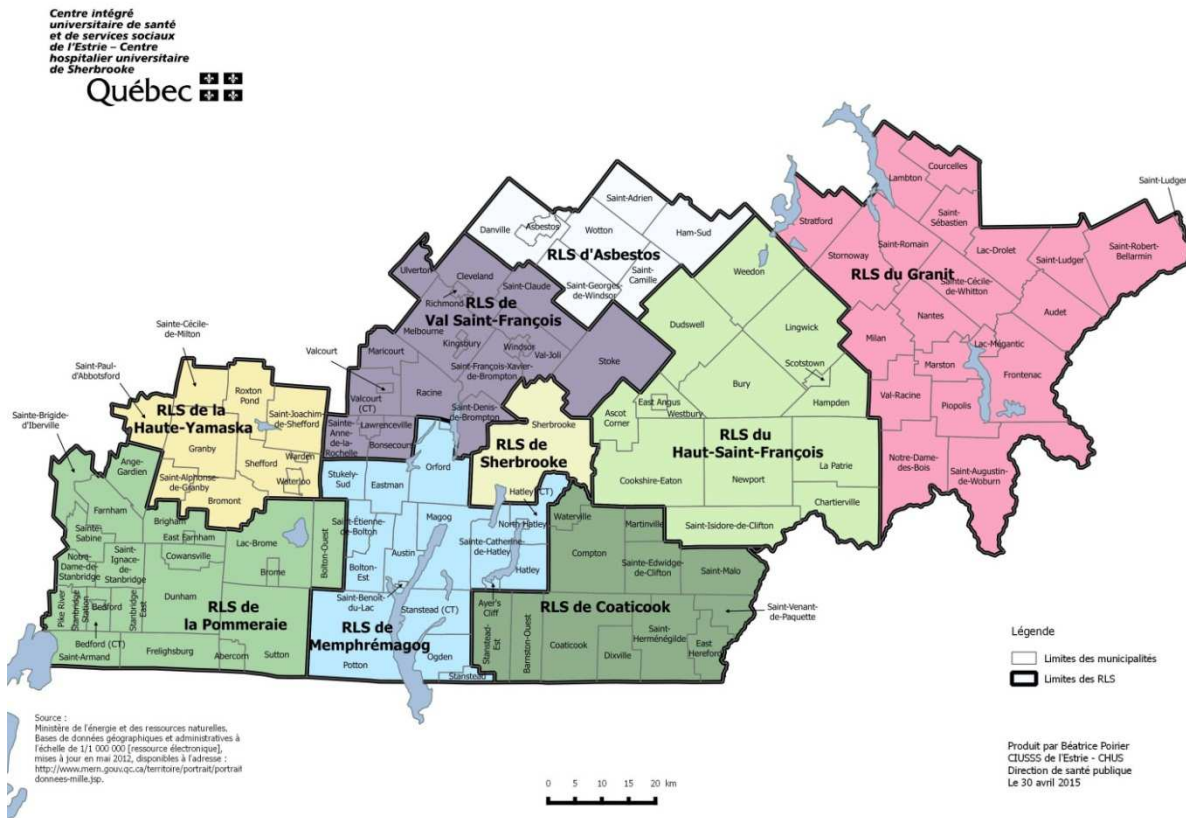 Centre intégré
universitaire de santé
et de services sociaux
de l'Estrie – Centre
hospitalier universitaire
de Sherbrooke
Québec
Courcelles
Lambton
Saint-Ludger
Saint-Adrien
Stratford
Saint-Sébastien
Asbestos
Wotton
Danville
Ham-Sud
Saint-Romain
Lac-Drolet
Saint-Robert-
Bellarmin
RLS d'Asbestos
Weedon
Stornoway
Saint-Ludger
Ulverton
Cleveland
Saint-
Camille
RLS du Granit
Saint-Claude
Saint-Georges-
de-Windsor
Sainte-Cécile-
de-Whitton
Richmond
RLS de
Val Saint-François
Nantes
Audet
Dudswell
Lingwick
Sainte-Cécile-
de-Milton
Melbourne
Kingsbury
Windsor
Val-Joli
Milan
Lac-Mégantic
Valcourt
Maricourt
Saint-François-Xavier-
de-Brompton
Stoke
Scotstown
Marston
Frontenac
Saint-Paul-
d'Abbotsford
Roxton
Pond
Racine
Bury
Val-Racine
Valcourt (CT)
East Angus
Westbury
Hampden
Piopolis
Sainte-Brigide-
d'Iberville
RLS de la
Haute-Yamaska
Saint-Joachim-
de-Shefford
Saint-Denis-
de-Brompton
Ascot
Corner
Lawrenceville
Sherbrooke
Sainte-
Anne-
de-la-
Rochelle
Bonsecours
RLS de
Sherbrooke
RLS du
Haut-Saint-François
Granby
Warden
Notre-Dame-
des-Bois
Ange-
Gardien
Shefford
Orford
La Patrie
Saint-Augustin-
de-Woburn
Saint-Alphonse-
de-Granby
Waterloo
Stukely-
Sud
Eastman
Cookshire-Eaton
Newport
Bromont
Hatley (CT)
Chartierville
Farnham
Magog
Waterville
Martinville
Saint-Isidore-de-Clifton
Brigham
Saint-Étienne-
de-Bolton
North Hatley
Sainte-
Sabine
East Farnham
Lac-Brome
Bolton-Ouest
Sainte-Catherine-
de-Hatley
Cowansville
Austin
Compton
Notre-
Dame-de-
Stanbridge
Saint-
Ignace-
de-
Stanbridge
Brome
Bolton-
Est
Hatley
Sainte-Edwidge-
de-Clifton
Saint-Malo
Pike River
Stanbridge
Station
Bedford
Stanbridge
East
Dunham
Saint-Benoît-
du-Lac
Stanstead (CT)
Ayer's
Cliff
RLS de Coaticook
Saint-Venant-
de-Paquette
RLS de
la Pommeraie
RLS de
Memphrémagog
Stanstead-
Est
Barnston-Ouest
Saint-
Herménégilde
Bedford (CT)
Frelighsburg
Coaticook
Dixville
East
Hereford
Saint-Armand
Abercorn
Sutton
Potton
Ogden
Stanstead
Légende
Limites des municipalités
Limites des RLS
Source :
Ministère de l'énergie et des ressources naturelles,
Bases de données géographiques et administratives à
l'échelle de 1/1 000 000 [ressource électronique],
mises à jour en mai 2012, disponibles à l'adresse :
http://www.mern.gouv.qc.ca/territoire/portrait/portrait
donnees-mille.jsp.
0 5 10 15 20 km
Produit par Béatrice Poirier
CIUSSS de l'Estrie - CHUS
Direction de santé publique
Le 30 avril 2015